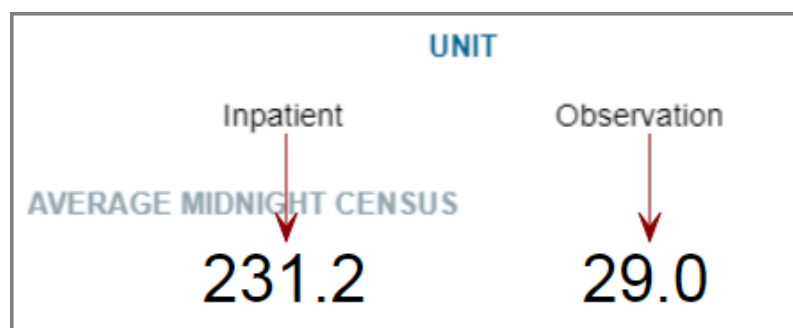 UNIT
Inpatient Observation
AVERAGE MIDNIGHT CENSUS
231.2 29.0